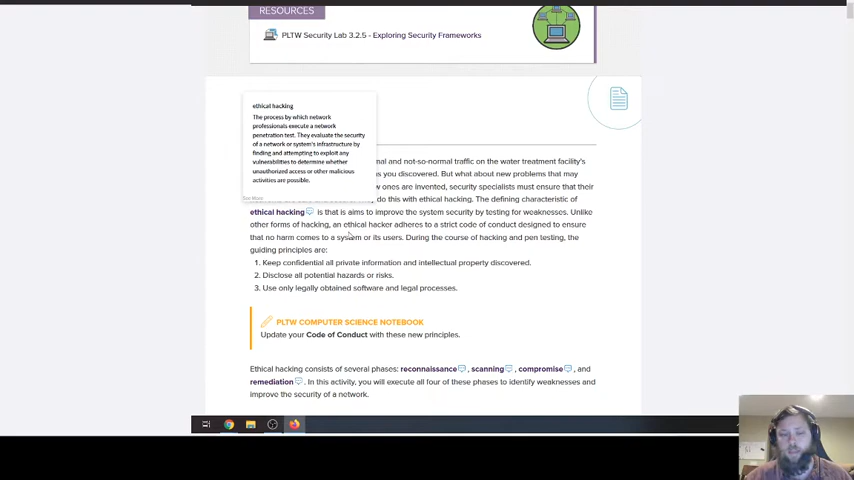 RESOURCES
PLTW Security Lab 3.2.5 - Exploring Security Frameworks
ethical hacking
The process by which network
professionals execute a network
penetration test. They evaluate the security
of a network or system's infrastructure by
finding and attempting to exploit any
vulnerabilities to determine whether
unauthorized access or other malicious
activities are possible.
See More
mal and not-so-normal traffic on the water treatment facility's
as you discovered. But what about new problems that may
w ones are invented, security specialists must ensure that their
do this with ethical hacking. The defining characteristic of
ethical hacking is that is aims to improve the system security by testing for weaknesses. Unlike
other forms of hacking, an ethical hacker adheres to a strict code of conduct designed to ensure
that no harm comes to a system or its users. During the course of hacking and pen testing, the
guiding principles are:
1. Keep confidential all private information and intellectual property discovered.
2. Disclose all potential hazards or risks.
3. Use only legally obtained software and legal processes.
PLTW COMPUTER SCIENCE NOTEBOOK
Update your Code of Conduct with these new principles.
Ethical hacking consists of several phases: reconnaissance, scanning, compromise, and
remediation. In this activity, you will execute all four of these phases to identify weaknesses and
improve the security of a network.